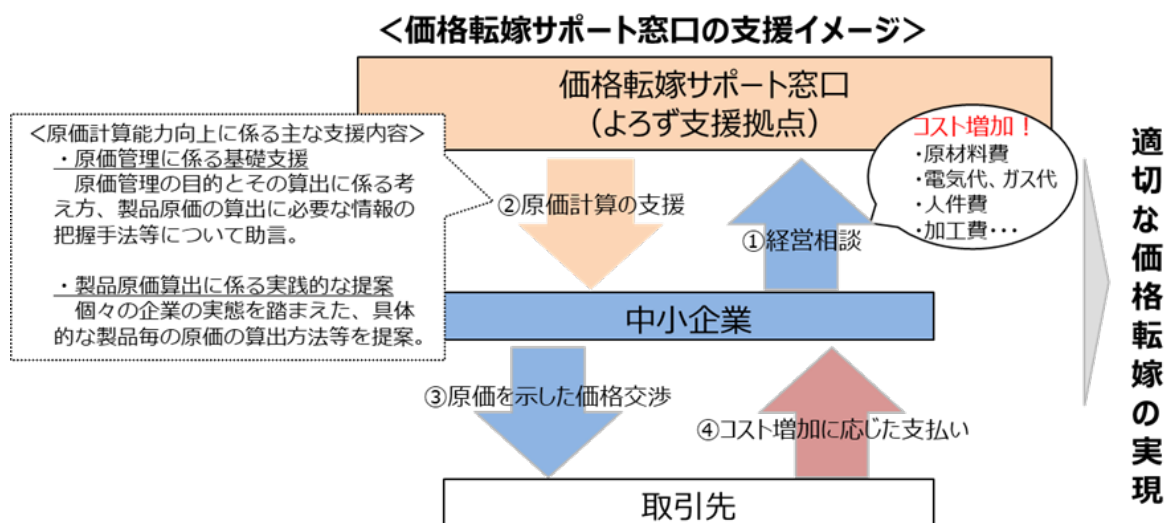 ＜価格転嫁サポート窓口の支援イメージ＞
価格転嫁サポート窓口
（よろず支援拠点）
＜原価計算能力向上に係る主な支援内容＞
・原価管理に係る基礎支援
原価管理の目的とその算出に係る考
え方、製品原価の算出に必要な情報の
把握手法等について助言。
・製品原価算出に係る実践的な提案
個々の企業の実態を踏まえた、具体
的な製品毎の原価の算出方法等を提案。
コスト増加！
・原材料費
・電気代、ガス代
・人件費
・加工費・・・
②原価計算の支援
①経営相談
中小企業
③原価を示した価格交渉
④コスト増加に応じた支払い
取引先
適切な価格転嫁の実現